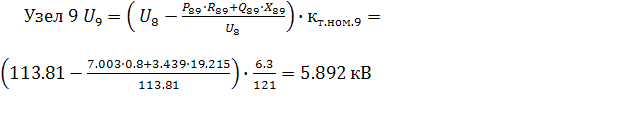 Узел 9 U₉ = (U₈ − (P₈₉·R₈₉+Q₈₉·X₈₉)/U₈) · К_т.ном.9 =
(113.81 − (7.003·0.8+3.439·19.215)/113.81) · 6.3/121 = 5.892 кВ